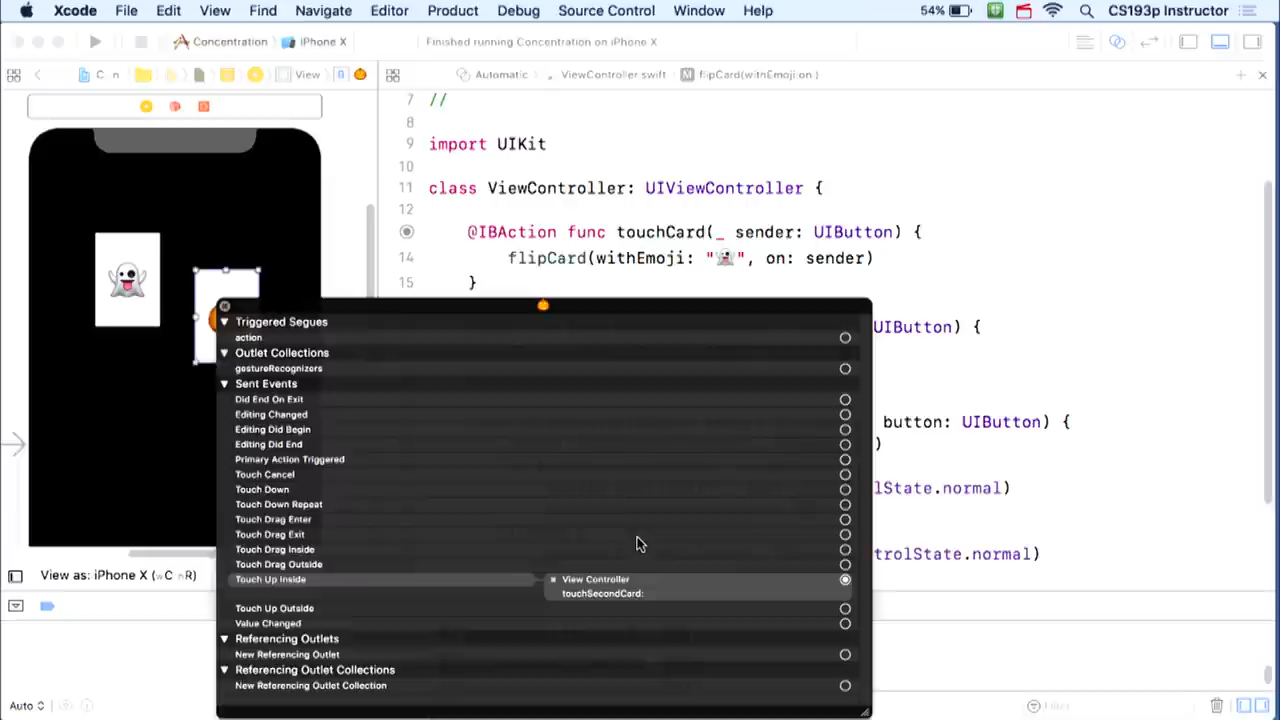 Xcode File Edit View Find Navigate Editor Product Debug Source Control Window Help 54% CS193p Instructor
Concentration iPhone X Finished running Concentration on iPhone X
C n View B Automatic ViewController swift M flipCard(withEmoji:on:)
7 //
8
9 import UIKit
10
11 class ViewController: UIViewController {
12
@IBAction func touchCard(_ sender: UIButton) {
14 flipCard(withEmoji: "👻", on: sender)
15 }
UIButton) {
button: UIButton) {
)
lState.normal)
trolState.normal)
Triggered Segues
action
Outlet Collections
gestureRecognizers
Sent Events
Did End On Exit
Editing Changed
Editing Did Begin
Editing Did End
Primary Action Triggered
Touch Cancel
Touch Down
Touch Down Repeat
Touch Drag Enter
Touch Drag Exit
Touch Drag Inside
Touch Drag Outside
Touch Up Inside View Controller
touchSecondCard:
Touch Up Outside
Value Changed
Referencing Outlets
New Referencing Outlet
Referencing Outlet Collections
New Referencing Outlet Collection
View as: iPhone X (wC hR)
Auto Filter